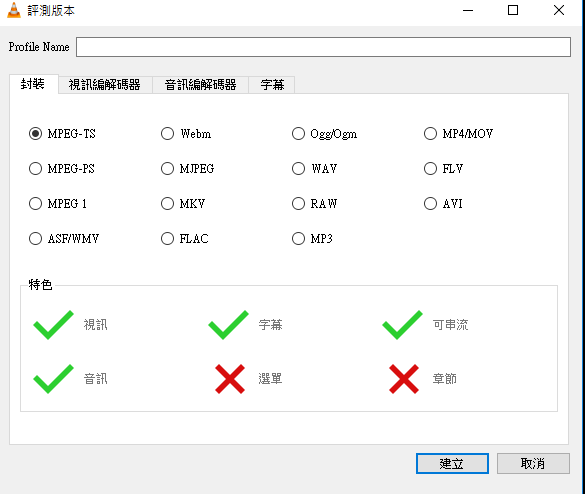 評測版本
Profile Name
封裝 視訊編解碼器 音訊編解碼器 字幕
MPEG-TS Webm Ogg/Ogm MP4/MOV
MPEG-PS MJPEG WAV FLV
MPEG 1 MKV RAW AVI
ASF/WMV FLAC MP3
特色
視訊 字幕 可串流
音訊 選單 章節
建立 取消